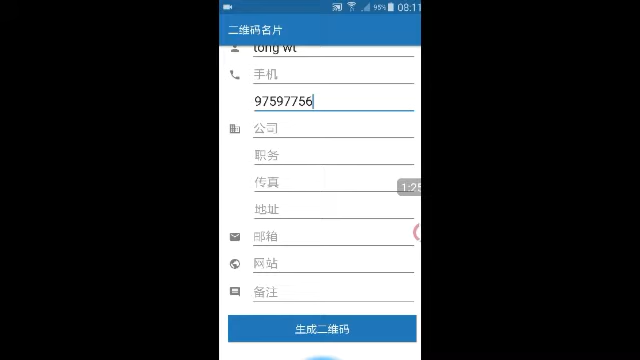 95% 08:11
二维码名片
tong wt
手机
97597756
公司
职务
传真
1:25
地址
邮箱
网站
备注
生成二维码